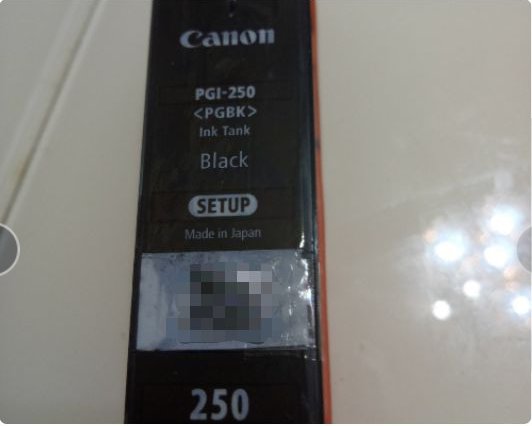 Canon
PGI-250
<PGBK>
Ink Tank
Black
SETUP
Made in Japan
250